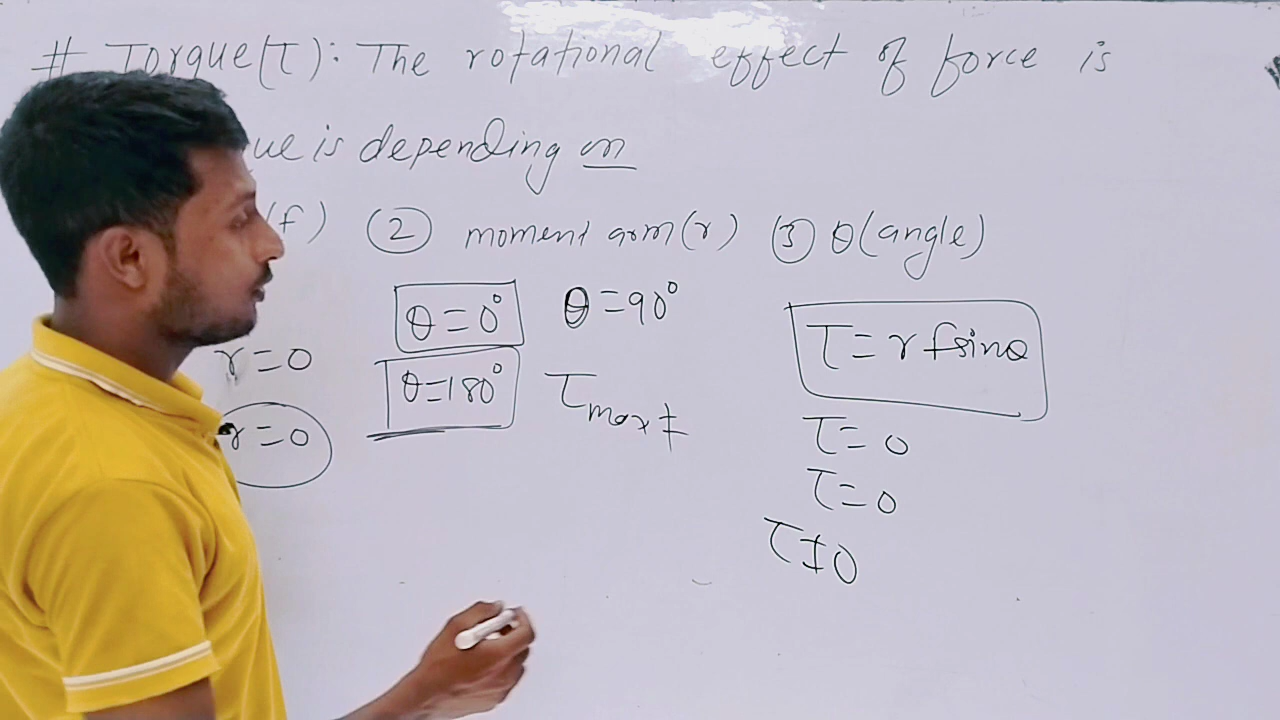 # Torque(τ): The rotational effect of force is
ue is depending on
(f) (2) moment arm(r) (3) θ(angle)
θ=0° θ=90°
τ=rfsinθ
r=0 θ=180°
τmax
τ=0
r=0
τ=0
τ≠0